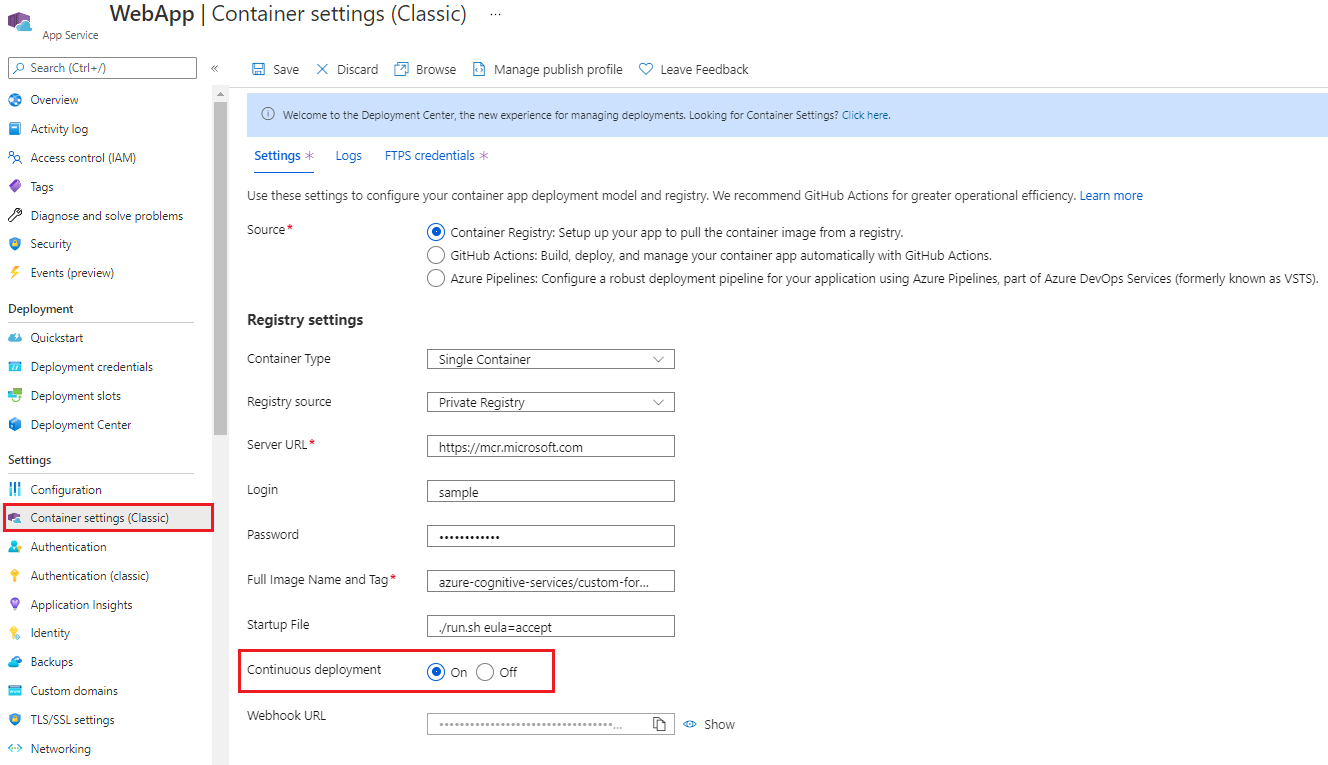 WebApp | Container settings (Classic) ...
App Service
Search (Ctrl+/)
«
Overview
Activity log
Access control (IAM)
Tags
Diagnose and solve problems
Security
Events (preview)
Deployment
Quickstart
Deployment credentials
Deployment slots
Deployment Center
Settings
Configuration
Container settings (Classic)
Authentication
Authentication (classic)
Application Insights
Identity
Backups
Custom domains
TLS/SSL settings
Networking
Save Discard Browse Manage publish profile Leave Feedback
Welcome to the Deployment Center, the new experience for managing deployments. Looking for Container Settings? Click here.
Settings * Logs FTPS credentials *
Use these settings to configure your container app deployment model and registry. We recommend GitHub Actions for greater operational efficiency. Learn more
Source*
Container Registry: Setup up your app to pull the container image from a registry.
GitHub Actions: Build, deploy, and manage your container app automatically with GitHub Actions.
Azure Pipelines: Configure a robust deployment pipeline for your application using Azure Pipelines, part of Azure DevOps Services (formerly known as VSTS).
Registry settings
Container Type Single Container
Registry source Private Registry
Server URL* https://mcr.microsoft.com
Login sample
Password ••••••••••••
Full Image Name and Tag* azure-cognitive-services/custom-for...
Startup File ./run.sh eula=accept
Continuous deployment On Off
Webhook URL ••••••••••••••••••••••••••••••••••... Show